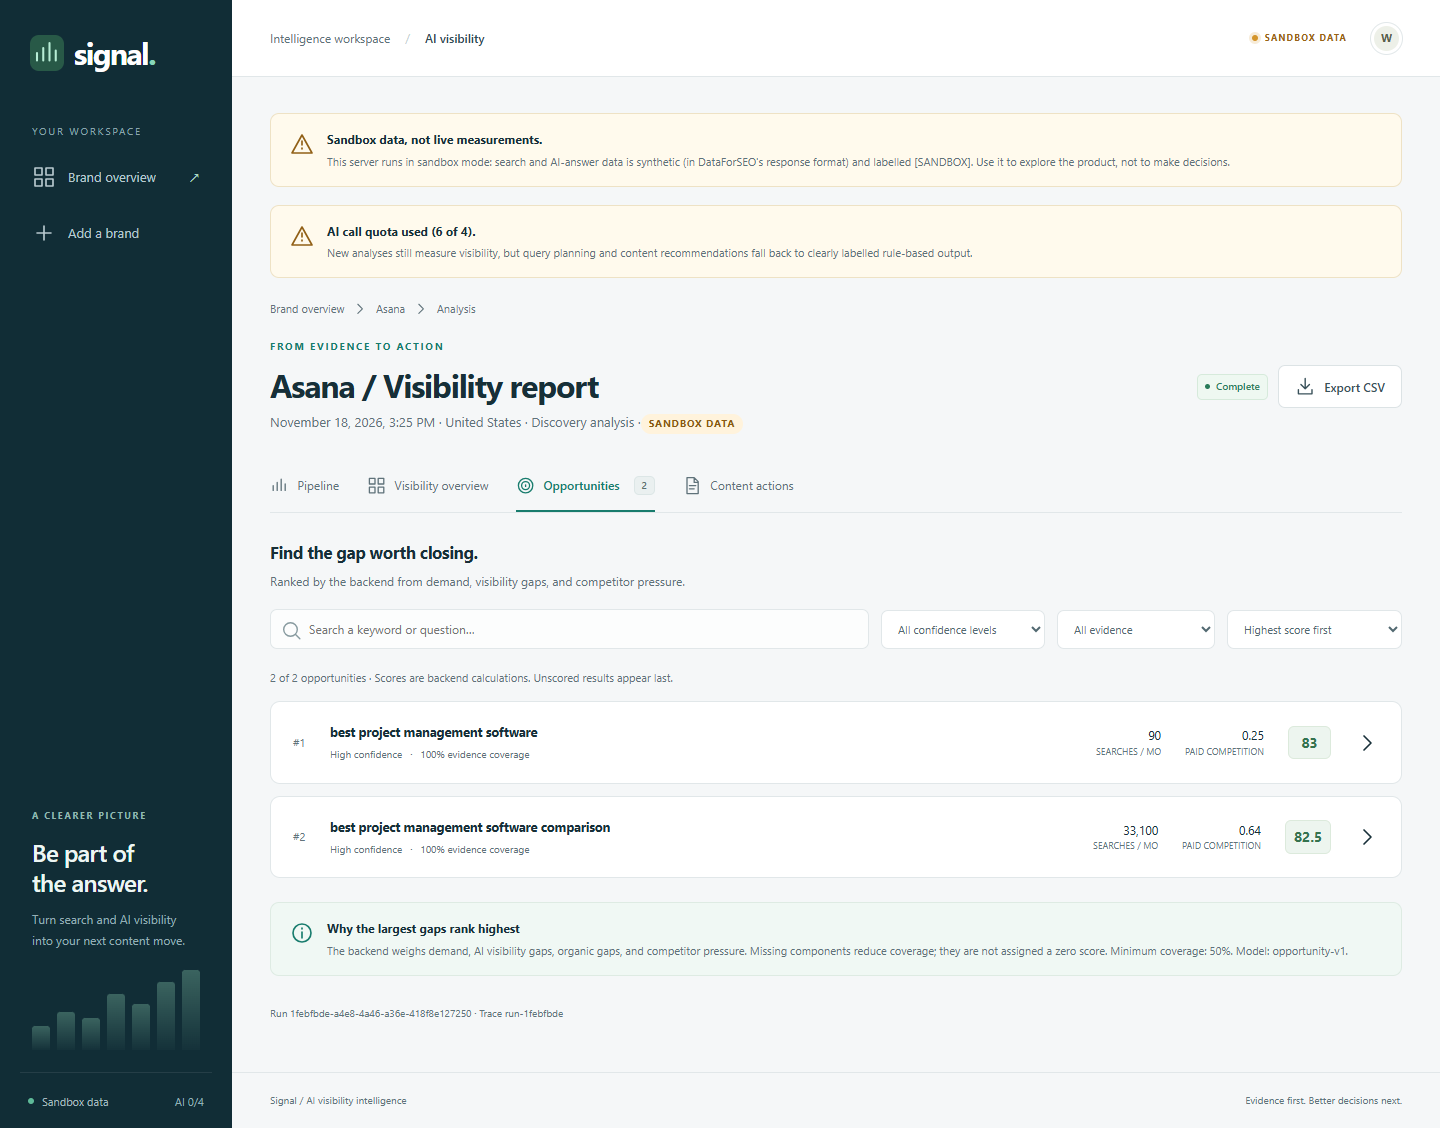 signal.
YOUR WORKSPACE
Brand overview ↗
Add a brand
A CLEARER PICTURE
Be part of
the answer.
Turn search and AI visibility
into your next content move.
Sandbox data AI 0/4
Intelligence workspace / AI visibility
SANDBOX DATA W
Sandbox data, not live measurements.
This server runs in sandbox mode: search and AI-answer data is synthetic (in DataForSEO's response format) and labelled [SANDBOX]. Use it to explore the product, not to make decisions.
AI call quota used (6 of 4).
New analyses still measure visibility, but query planning and content recommendations fall back to clearly labelled rule-based output.
Brand overview > Asana > Analysis
FROM EVIDENCE TO ACTION
Asana / Visibility report
Complete Export CSV
November 18, 2026, 3:25 PM · United States · Discovery analysis · SANDBOX DATA
Pipeline Visibility overview Opportunities 2 Content actions
Find the gap worth closing.
Ranked by the backend from demand, visibility gaps, and competitor pressure.
Search a keyword or question... All confidence levels All evidence Highest score first
2 of 2 opportunities · Scores are backend calculations. Unscored results appear last.
#1 best project management software
High confidence · 100% evidence coverage
90 0.25 83
SEARCHES / MO PAID COMPETITION
#2 best project management software comparison
High confidence · 100% evidence coverage
33,100 0.64 82.5
SEARCHES / MO PAID COMPETITION
Why the largest gaps rank highest
The backend weighs demand, AI visibility gaps, organic gaps, and competitor pressure. Missing components reduce coverage; they are not assigned a zero score. Minimum coverage: 50%. Model: opportunity-v1.
Run 1febfbde-a4e8-4a46-a36e-418f8e127250 · Trace run-1febfbde
Signal / AI visibility intelligence Evidence first. Better decisions next.